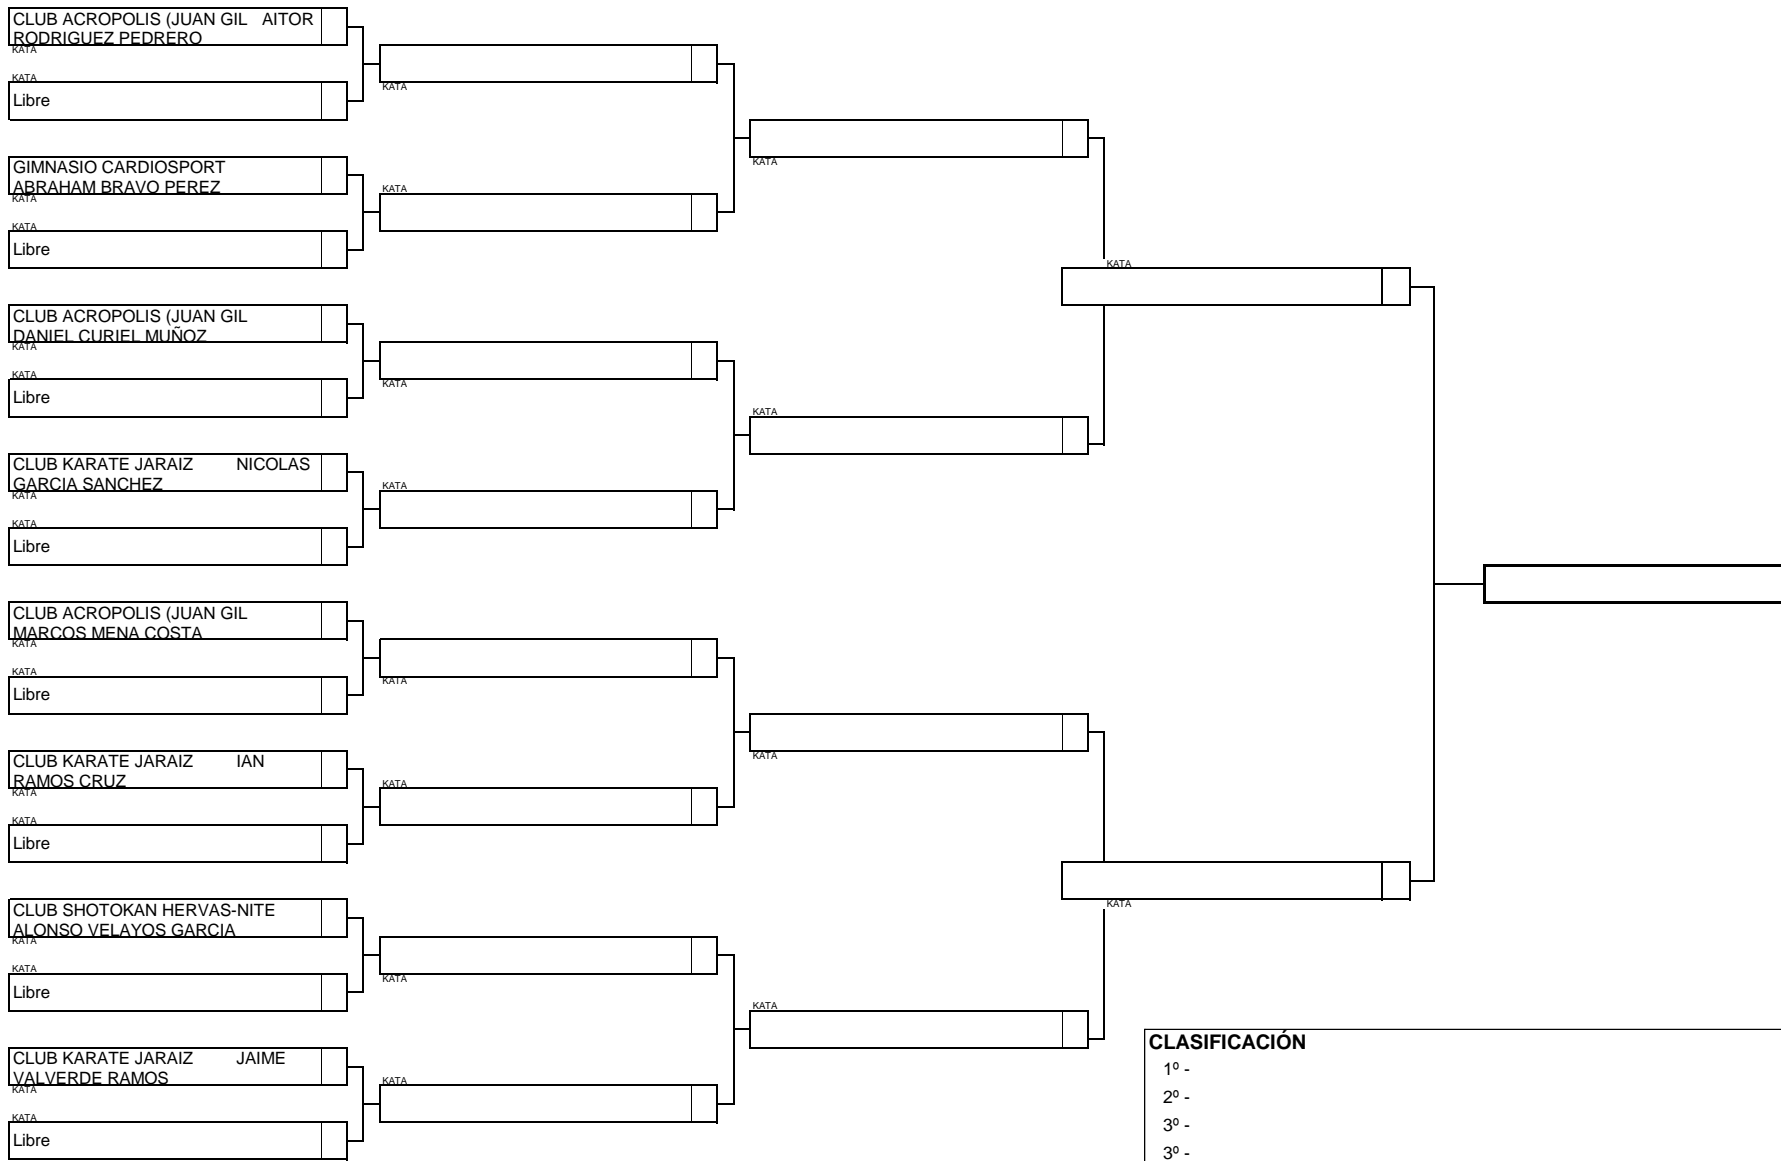 CLUB ACROPOLIS (JUAN GIL   AITOR
RODRIGUEZ PEDRERO
KATA
KATA
Libre
GIMNASIO CARDIOSPORT
ABRAHAM BRAVO PEREZ
KATA
KATA
Libre
CLUB ACROPOLIS (JUAN GIL
DANIEL CURIEL MUÑOZ
KATA
KATA
Libre
CLUB KARATE JARAIZ   NICOLAS
GARCIA SANCHEZ
KATA
KATA
Libre
CLUB ACROPOLIS (JUAN GIL
MARCOS MENA COSTA
KATA
KATA
Libre
CLUB KARATE JARAIZ   IAN
RAMOS CRUZ
KATA
KATA
Libre
CLUB SHOTOKAN HERVAS-NITE
ALONSO VELAYOS GARCIA
KATA
KATA
Libre
CLUB KARATE JARAIZ   JAIME
VALVERDE RAMOS
KATA
KATA
Libre
KATA
KATA
KATA
KATA
KATA
KATA
KATA
KATA
KATA
KATA
KATA
KATA
KATA
KATA
CLASIFICACIÓN
1º -
2º -
3º -
3º -